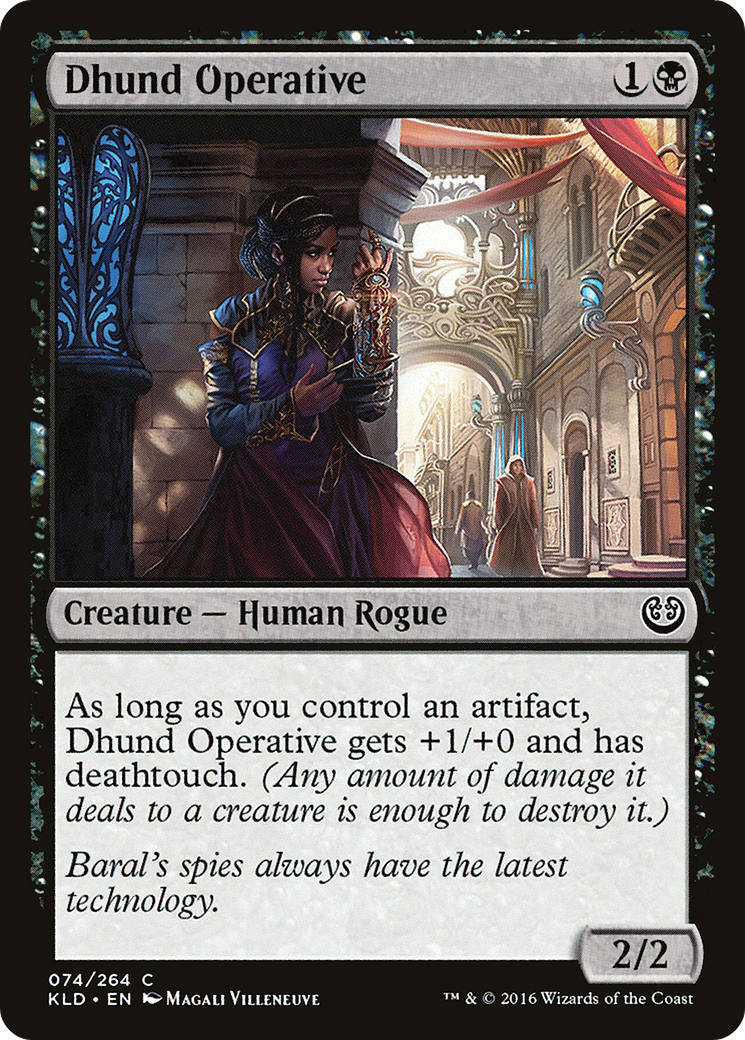 Dhund Operative 1
Creature — Human Rogue
As long as you control an artifact,
Dhund Operative gets +1/+0 and has
deathtouch. (Any amount of damage it
deals to a creature is enough to destroy it.)
Baral's spies always have the latest
technology.
2/2
074/264 C
KLD • EN Magali Villeneuve
™ & © 2016 Wizards of the Coast